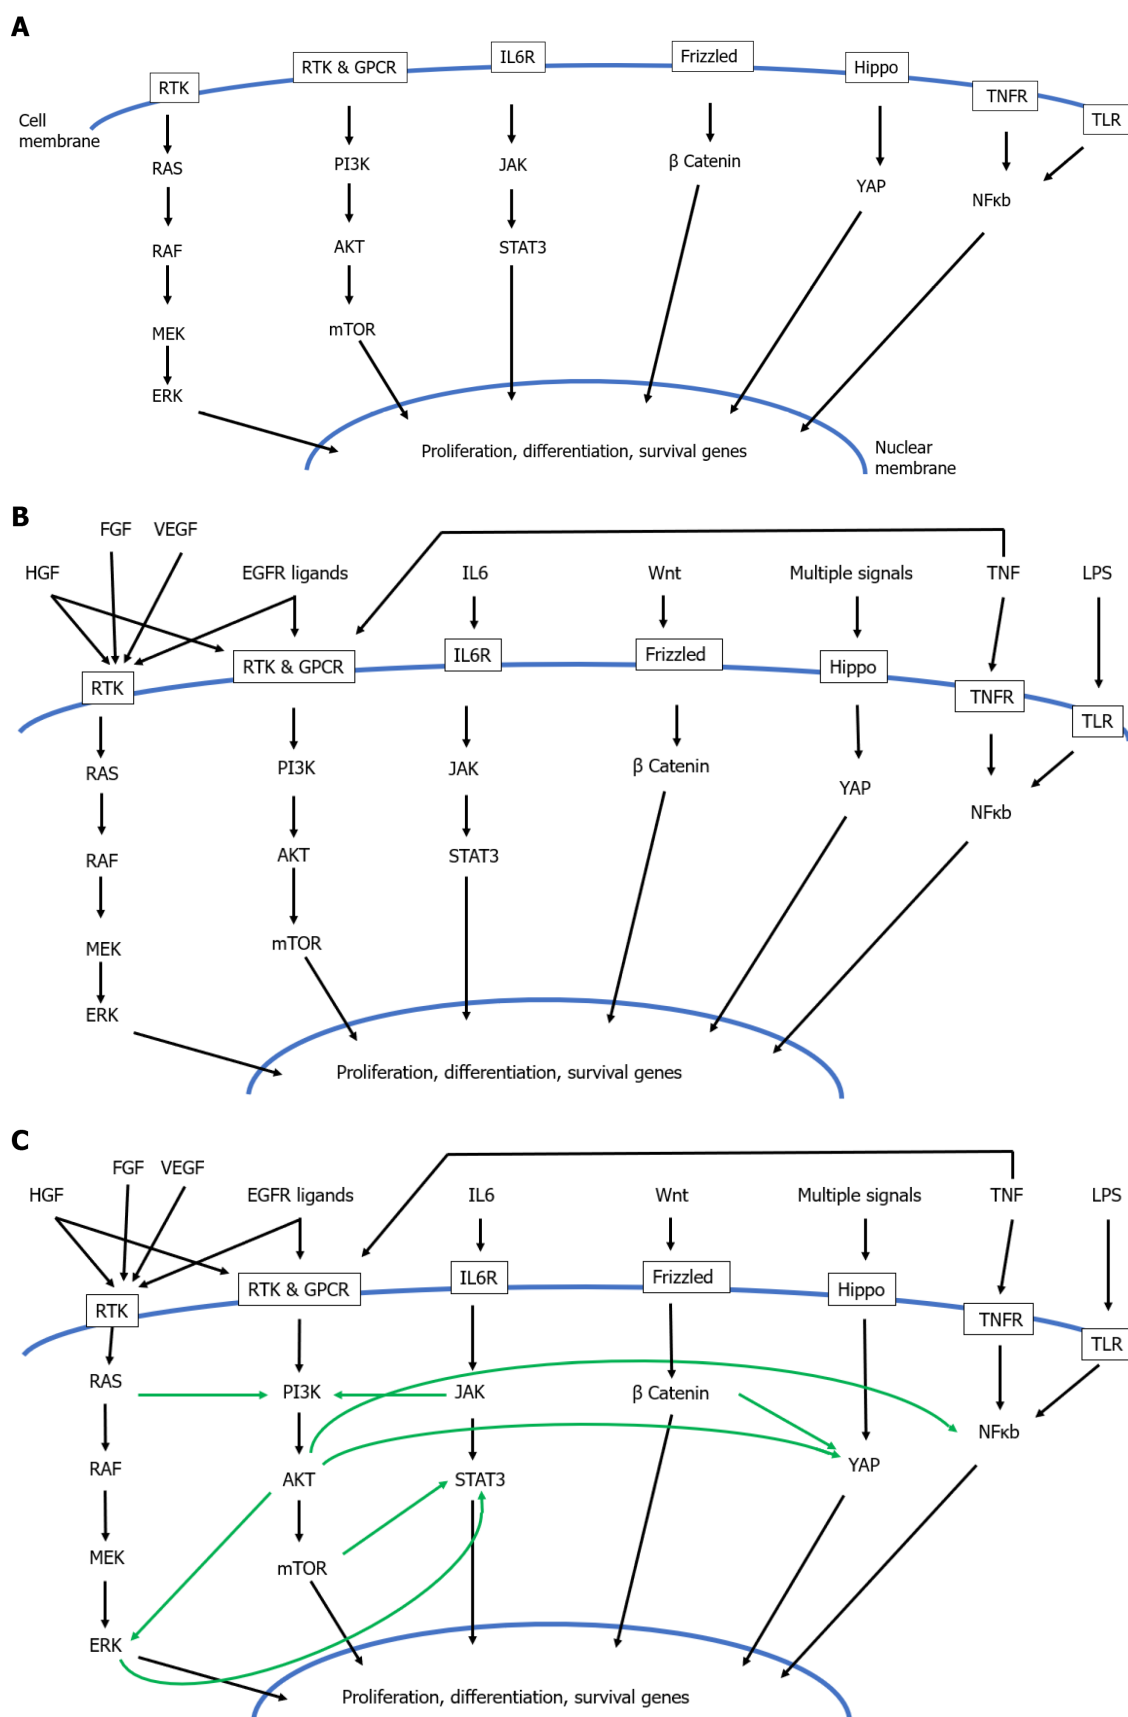 A
RTK
RTK & GPCR
IL6R
Frizzled
Hippo
TNFR
TLR
Cell
membrane
RAS
PI3K
JAK
β Catenin
YAP
NFκb
RAF
AKT
STAT3
MEK
mTOR
ERK
Proliferation, differentiation, survival genes
Nuclear
membrane
B
FGF
VEGF
HGF
EGFR ligands
IL6
Wnt
Multiple signals
TNF
LPS
RTK
RTK & GPCR
IL6R
Frizzled
Hippo
TNFR
TLR
RAS
PI3K
JAK
β Catenin
YAP
NFκb
RAF
AKT
STAT3
MEK
mTOR
ERK
Proliferation, differentiation, survival genes
C
FGF
VEGF
HGF
EGFR ligands
IL6
Wnt
Multiple signals
TNF
LPS
RTK
RTK & GPCR
IL6R
Frizzled
Hippo
TNFR
TLR
RAS
PI3K
JAK
β Catenin
NFκb
RAF
AKT
STAT3
YAP
MEK
mTOR
ERK
Proliferation, differentiation, survival genes